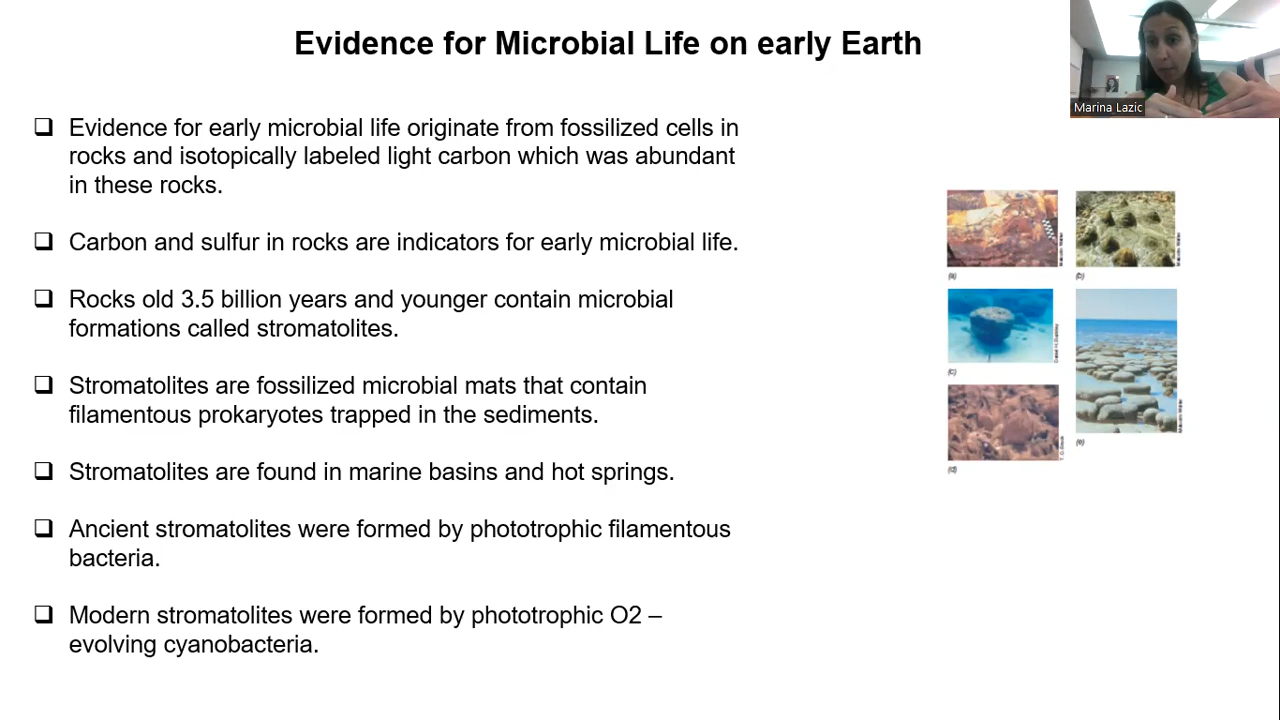 Evidence for Microbial Life on early Earth
Marina Lazic
Evidence for early microbial life originate from fossilized cells in
rocks and isotopically labeled light carbon which was abundant
in these rocks.
Carbon and sulfur in rocks are indicators for early microbial life.
Rocks old 3.5 billion years and younger contain microbial
formations called stromatolites.
Stromatolites are fossilized microbial mats that contain
filamentous prokaryotes trapped in the sediments.
Stromatolites are found in marine basins and hot springs.
Ancient stromatolites were formed by phototrophic filamentous
bacteria.
Modern stromatolites were formed by phototrophic O2 –
evolving cyanobacteria.
(a)
(b)
(c)
(d)
(e)